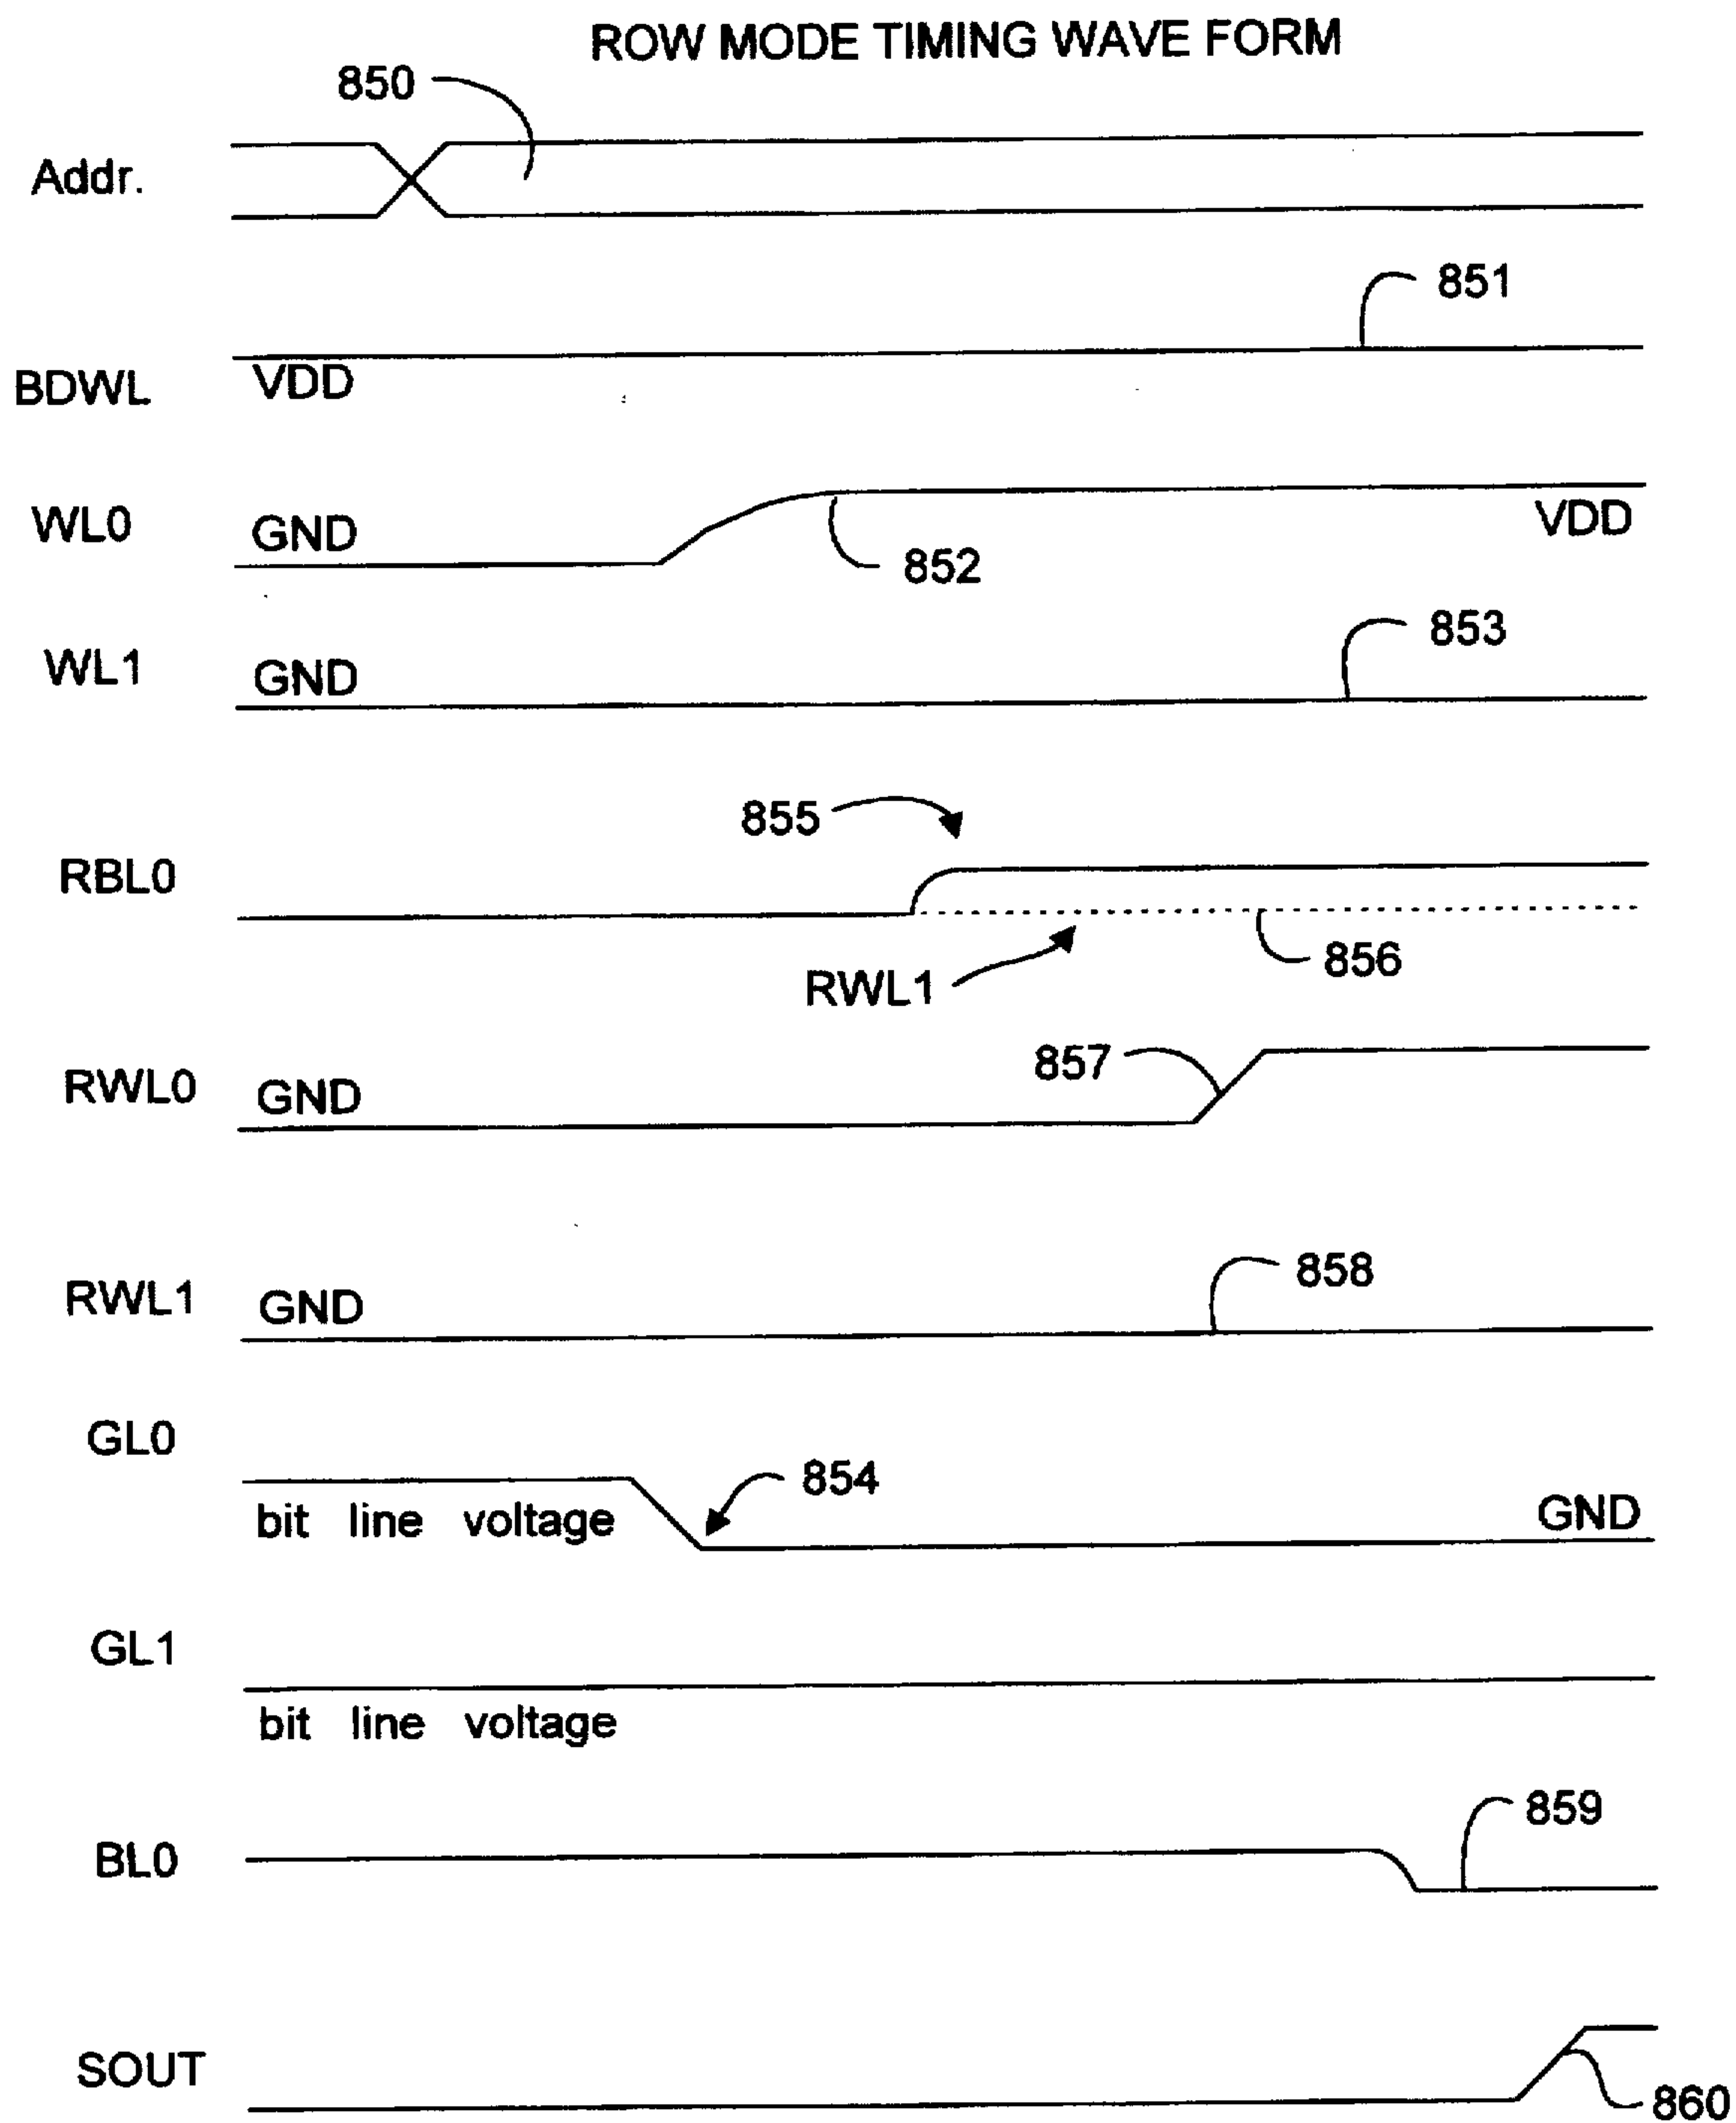 ROW MODE TIMING WAVE FORM
850
Addr.
851
BDWL VDD
WL0 GND VDD
852
853
WL1 GND
855
RBL0
856
RWL1
857
RWL0 GND
858
RWL1 GND
GL0
854
bit line voltage GND
GL1
bit line voltage
859
BL0
SOUT
860